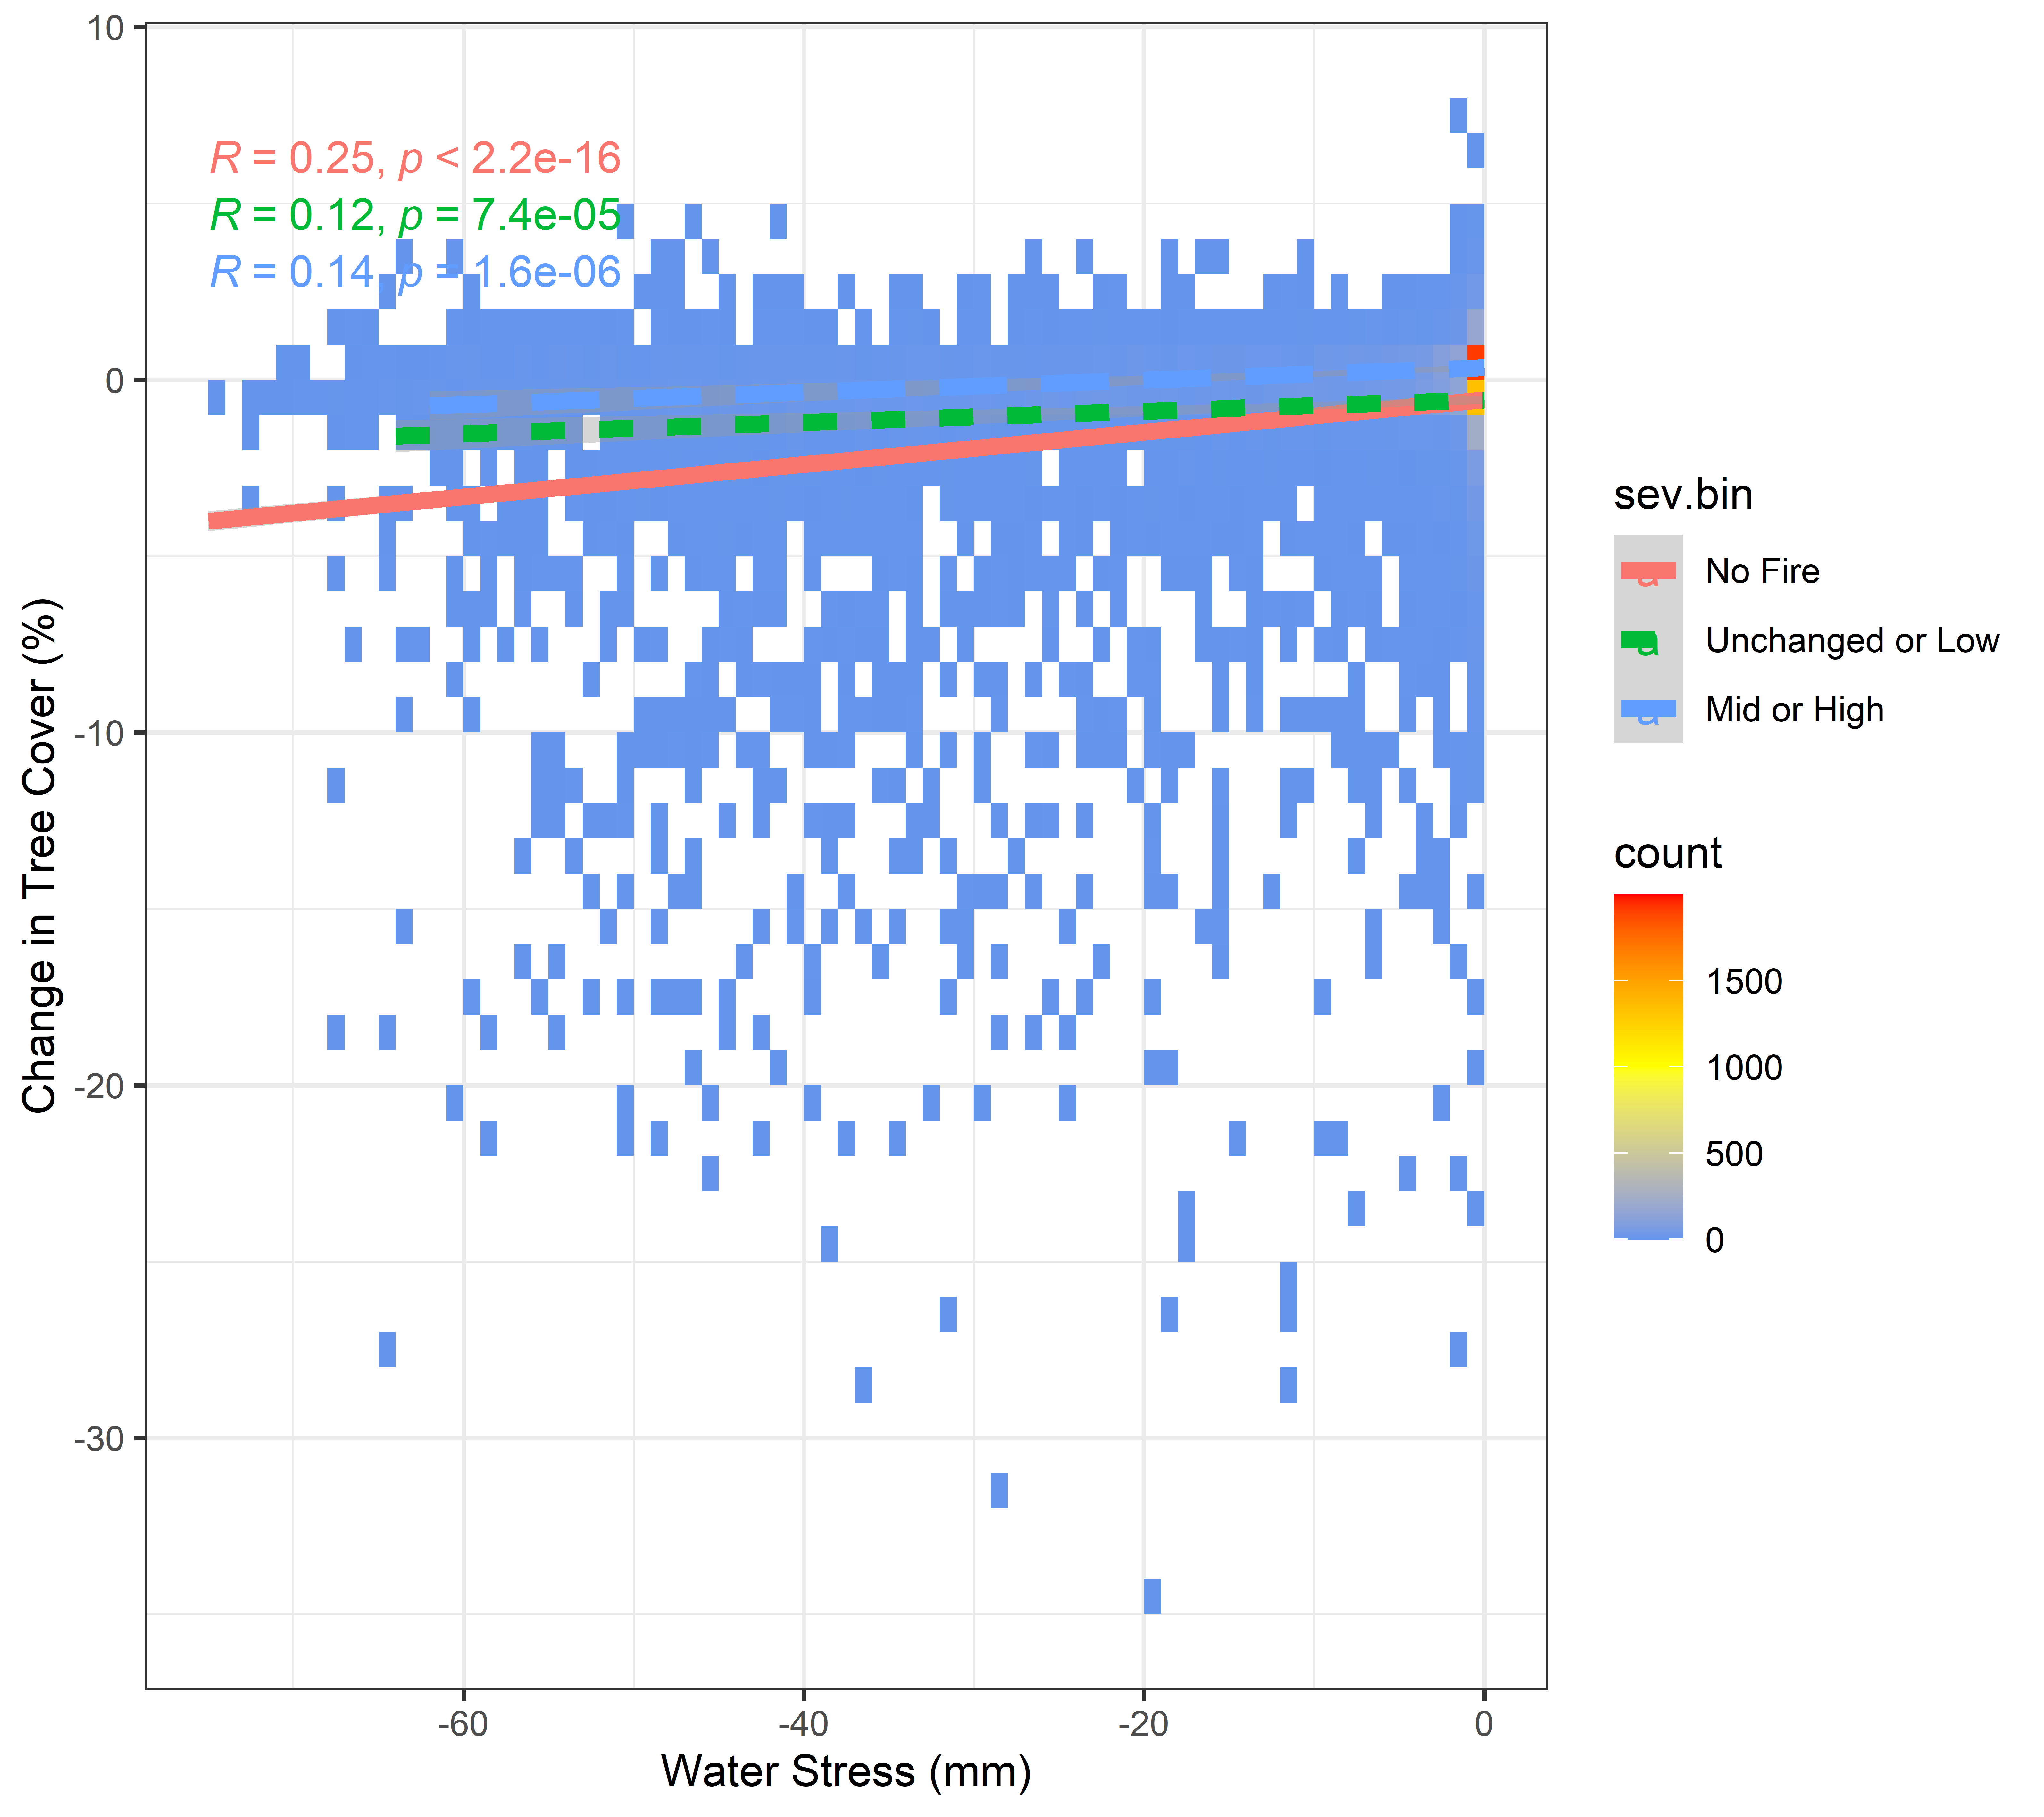 R = 0.25, p < 2.2e-16
R = 0.12, p = 7.4e-05
R = 0.14, p = 1.6e-06
10
0
-10
-20
-30
Change in Tree Cover (%)
-60
-40
-20
0
Water Stress (mm)
sev.bin
a No Fire
a Unchanged or Low
a Mid or High
count
1500
1000
500
0